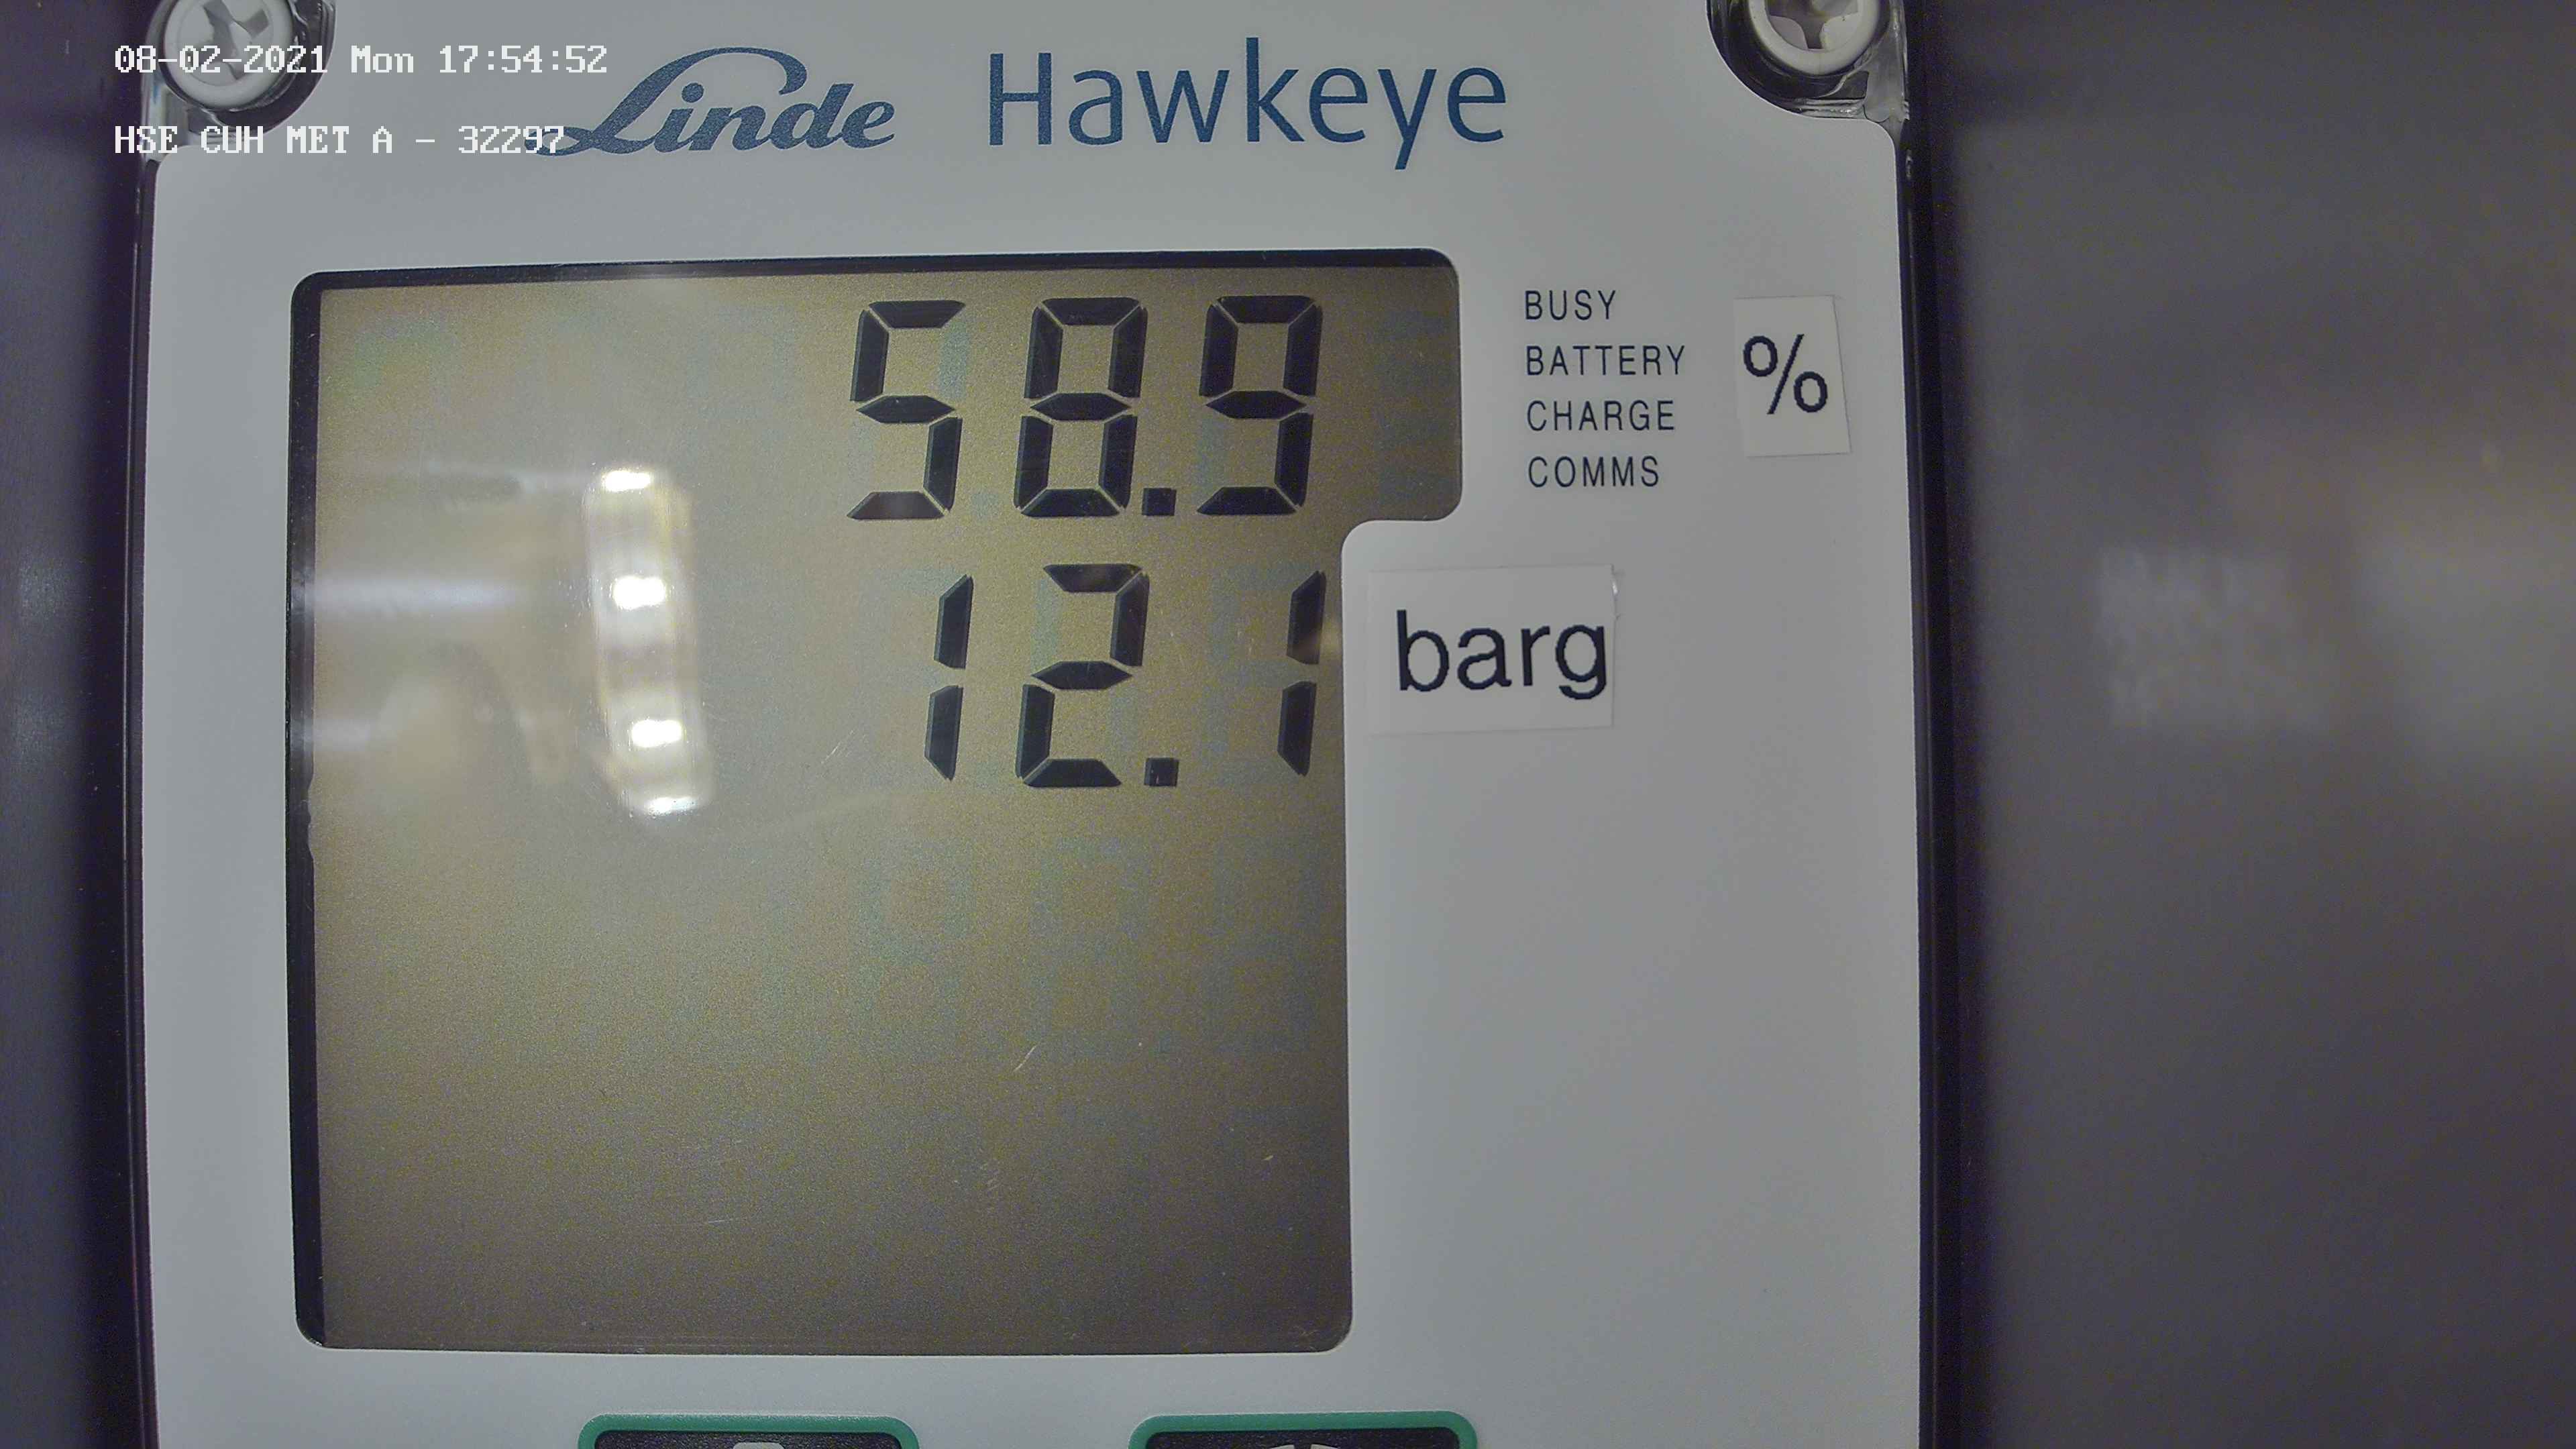 08-02-2021 Mon 17:54:52
Linde Hawkeye
HSE CUH MET A - 32297
58.9
BUSY
BATTERY
CHARGE
COMMS
%
12.1
barg